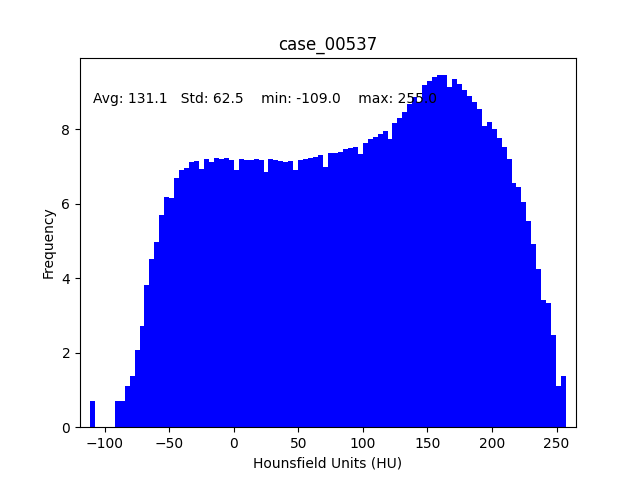 case_00537
Avg: 131.1 Std: 62.5 min: -109.0 max: 255.0
8
6
4
2
0
Frequency
−100 −50 0 50 100 150 200 250
Hounsfield Units (HU)